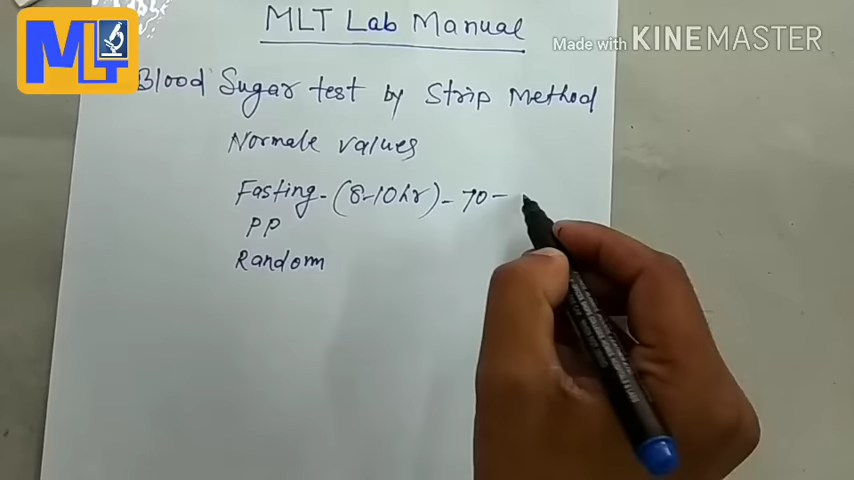 MLT Lab Manual
Made with KINEMASTER
MLT
Blood Sugar test by Strip Method
Normale values
Fasting - (8-10hr) - 70-
PP
Random